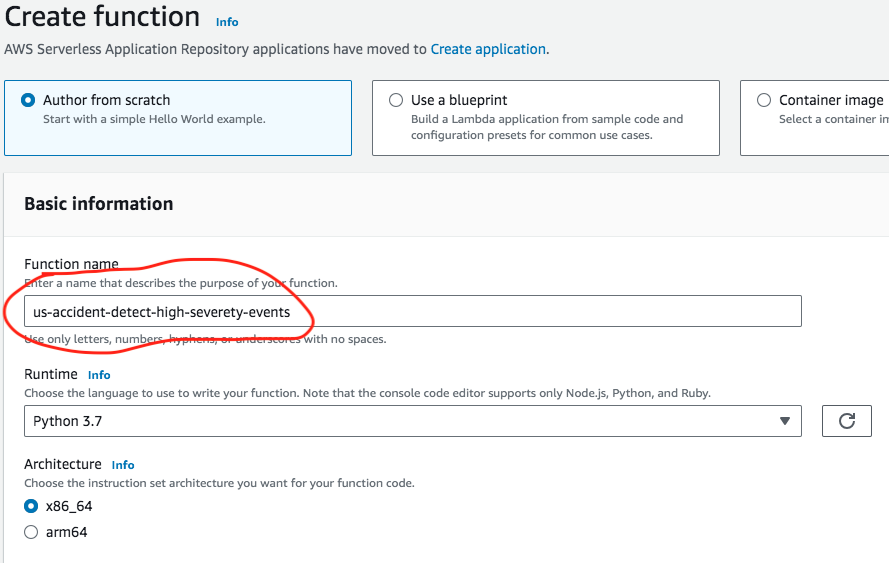 Create function Info
AWS Serverless Application Repository applications have moved to Create application.
Author from scratch
Start with a simple Hello World example.
Use a blueprint
Build a Lambda application from sample code and
configuration presets for common use cases.
Container image
Select a container
Basic information
Function name
Enter a name that describes the purpose of your function.
us-accident-detect-high-severety-events
Use only letters, numbers, hyphens, or underscores with no spaces.
Runtime Info
Choose the language to use to write your function. Note that the console code editor supports only Node.js, Python, and Ruby.
Python 3.7
Architecture Info
Choose the instruction set architecture you want for your function code.
x86_64
arm64